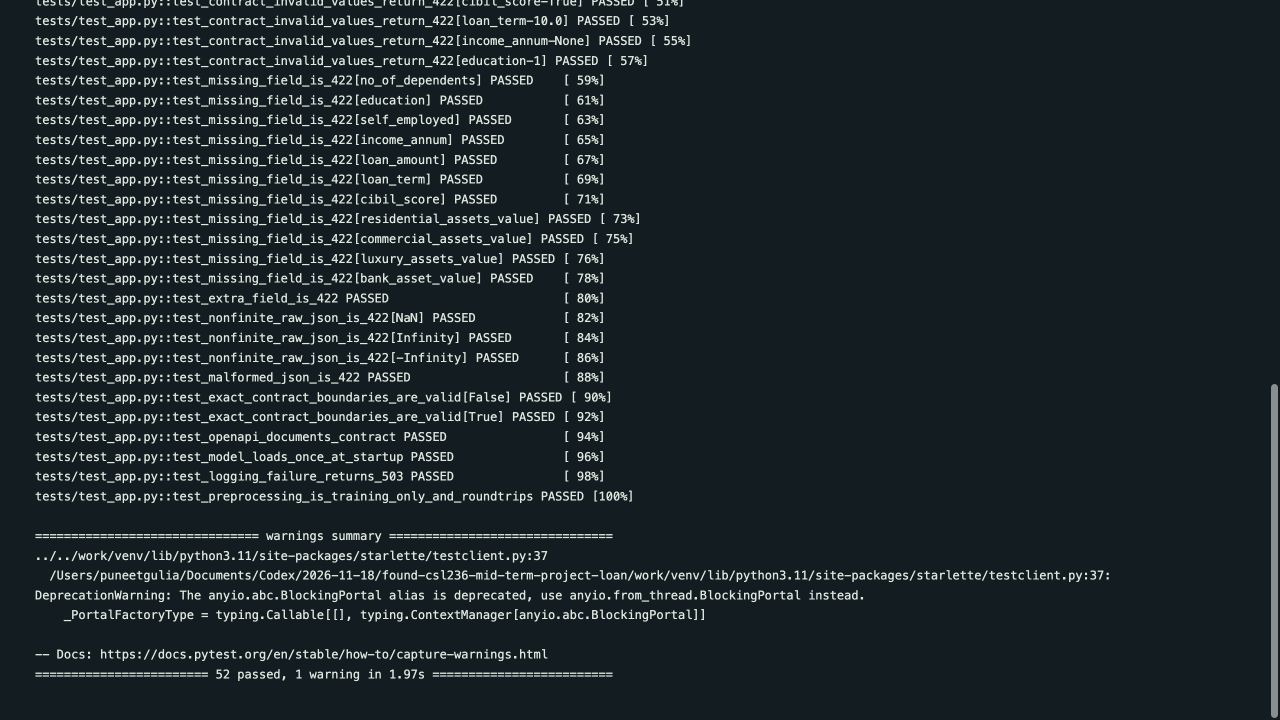 tests/test_app.py::test_contract_invalid_values_return_422[cibil_score-True] PASSED [ 51%]
tests/test_app.py::test_contract_invalid_values_return_422[loan_term-10.0] PASSED [ 53%]
tests/test_app.py::test_contract_invalid_values_return_422[income_annum-None] PASSED [ 55%]
tests/test_app.py::test_contract_invalid_values_return_422[education-1] PASSED [ 57%]
tests/test_app.py::test_missing_field_is_422[no_of_dependents] PASSED    [ 59%]
tests/test_app.py::test_missing_field_is_422[education] PASSED           [ 61%]
tests/test_app.py::test_missing_field_is_422[self_employed] PASSED       [ 63%]
tests/test_app.py::test_missing_field_is_422[income_annum] PASSED        [ 65%]
tests/test_app.py::test_missing_field_is_422[loan_amount] PASSED         [ 67%]
tests/test_app.py::test_missing_field_is_422[loan_term] PASSED           [ 69%]
tests/test_app.py::test_missing_field_is_422[cibil_score] PASSED         [ 71%]
tests/test_app.py::test_missing_field_is_422[residential_assets_value] PASSED [ 73%]
tests/test_app.py::test_missing_field_is_422[commercial_assets_value] PASSED [ 75%]
tests/test_app.py::test_missing_field_is_422[luxury_assets_value] PASSED [ 76%]
tests/test_app.py::test_missing_field_is_422[bank_asset_value] PASSED    [ 78%]
tests/test_app.py::test_extra_field_is_422 PASSED                        [ 80%]
tests/test_app.py::test_nonfinite_raw_json_is_422[NaN] PASSED            [ 82%]
tests/test_app.py::test_nonfinite_raw_json_is_422[Infinity] PASSED       [ 84%]
tests/test_app.py::test_nonfinite_raw_json_is_422[-Infinity] PASSED      [ 86%]
tests/test_app.py::test_malformed_json_is_422 PASSED                     [ 88%]
tests/test_app.py::test_exact_contract_boundaries_are_valid[False] PASSED [ 90%]
tests/test_app.py::test_exact_contract_boundaries_are_valid[True] PASSED [ 92%]
tests/test_app.py::test_openapi_documents_contract PASSED                [ 94%]
tests/test_app.py::test_model_loads_once_at_startup PASSED               [ 96%]
tests/test_app.py::test_logging_failure_returns_503 PASSED               [ 98%]
tests/test_app.py::test_preprocessing_is_training_only_and_roundtrips PASSED [100%]
=============================== warnings summary ===============================
../../work/venv/lib/python3.11/site-packages/starlette/testclient.py:37
  /Users/puneetgulia/Documents/Codex/2026-11-18/found-csl236-mid-term-project-loan/work/venv/lib/python3.11/site-packages/starlette/testclient.py:37:
DeprecationWarning: The anyio.abc.BlockingPortal alias is deprecated, use anyio.from_thread.BlockingPortal instead.
    _PortalFactoryType = typing.Callable[[], typing.ContextManager[anyio.abc.BlockingPortal]]
-- Docs: https://docs.pytest.org/en/stable/how-to/capture-warnings.html
======================== 52 passed, 1 warning in 1.97s =========================